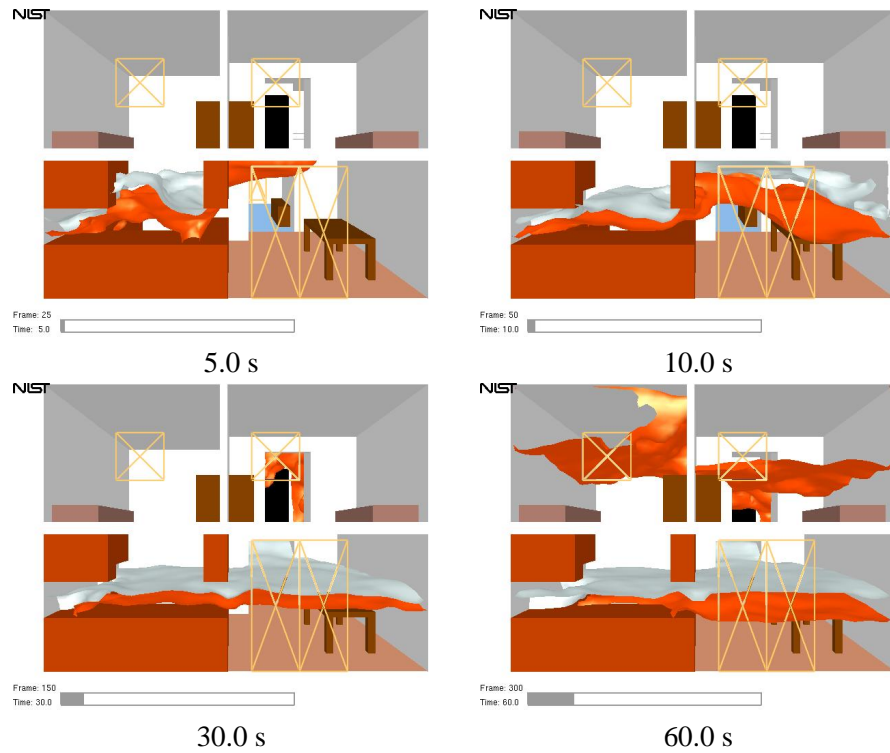 NIST
NIST
Frame: 25
Time: 5.0
Frame: 50
Time: 10.0
5.0 s
10.0 s
NIST
NIST
Frame: 150
Time: 30.0
Frame: 300
Time: 60.0
30.0 s
60.0 s